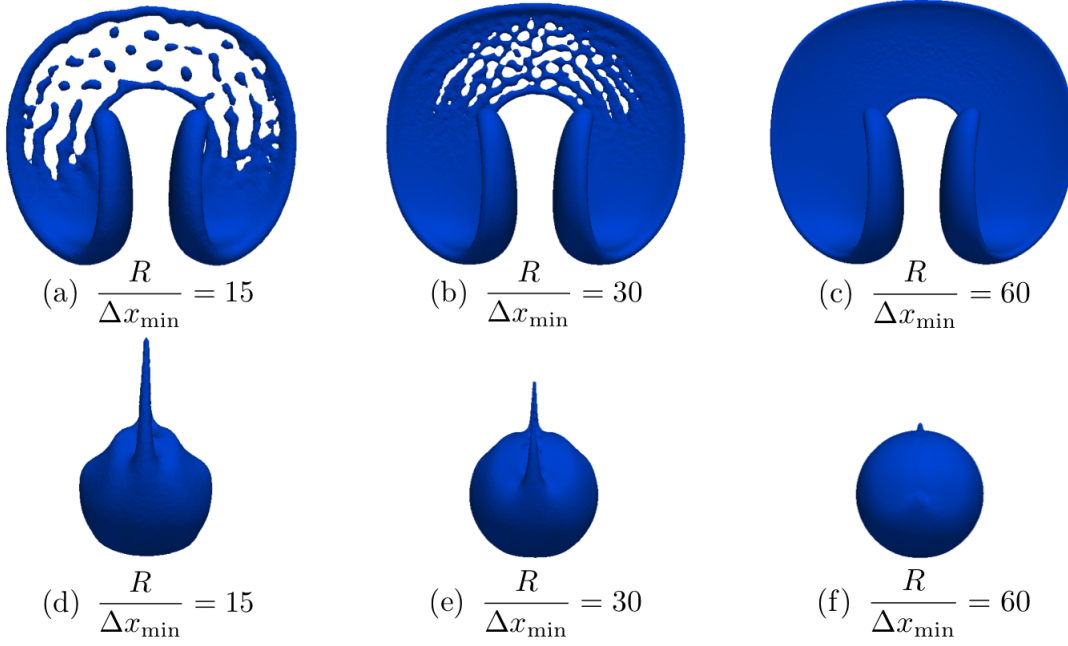 (a) R/Δx_min = 15
(b) R/Δx_min = 30
(c) R/Δx_min = 60
(d) R/Δx_min = 15
(e) R/Δx_min = 30
(f) R/Δx_min = 60